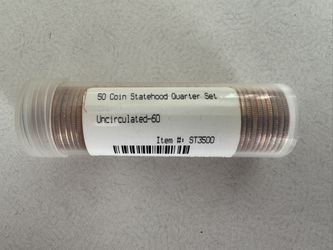 50 Coin Statehood Quarter Set
Uncirculated-60
Item #: ST3500